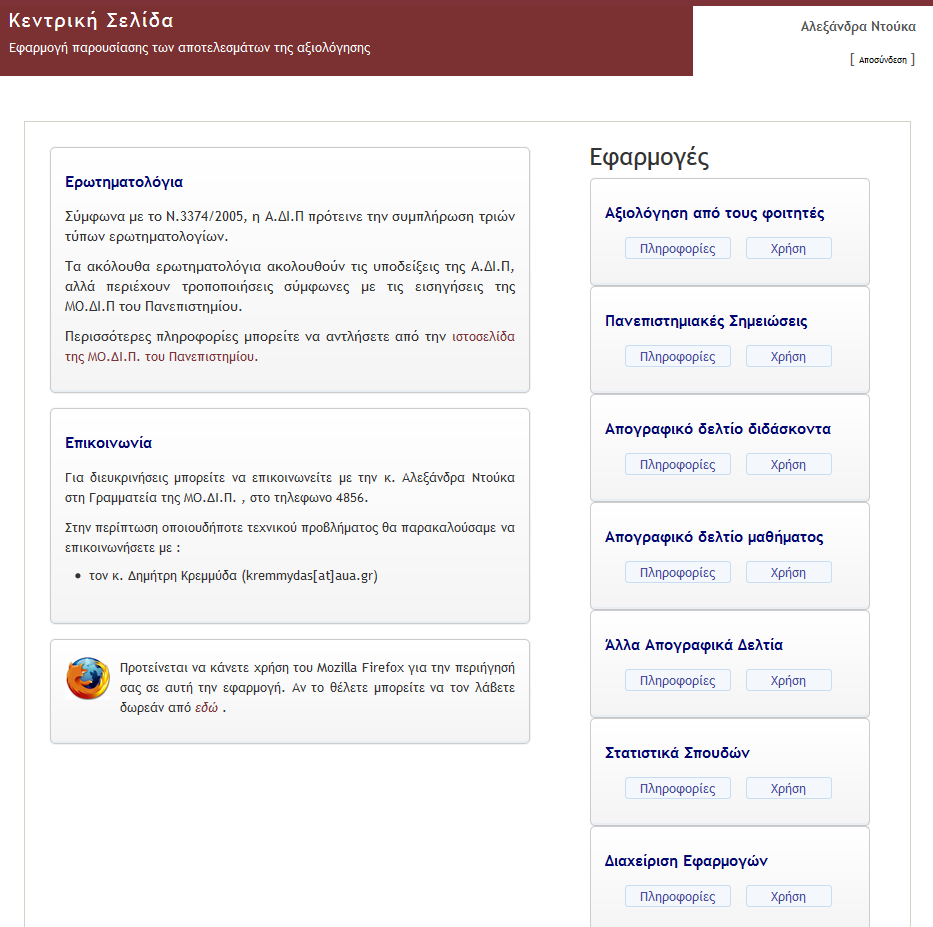 Κεντρική Σελίδα
Εφαρμογή παρουσίασης των αποτελεσμάτων της αξιολόγησης
Αλεξάνδρα Ντούκα
[ Αποσύνδεση ]
Ερωτηματολόγια
Σύμφωνα με το Ν.3374/2005, η Α.ΔΙ.Π πρότεινε την συμπλήρωση τριών
τύπων ερωτηματολογίων.
Τα ακόλουθα ερωτηματολόγια ακολουθούν τις υποδείξεις της Α.ΔΙ.Π,
αλλά περιέχουν τροποποιήσεις σύμφωνες με τις εισηγήσεις της
ΜΟ.ΔΙ.Π του Πανεπιστημίου.
Περισσότερες πληροφορίες μπορείτε να αντλήσετε από την ιστοσελίδα
της ΜΟ.ΔΙ.Π. του Πανεπιστημίου.
Επικοινωνία
Για διευκρινήσεις μπορείτε να επικοινωνείτε με την κ. Αλεξάνδρα Ντούκα
στη Γραμματεία της ΜΟ.ΔΙ.Π. , στο τηλεφωνο 4856.
Στην περίπτωση οποιουδήποτε τεχνικού προβλήματος θα παρακαλούσαμε να
επικοινωνήσετε με :
• τον κ. Δημήτρη Κρεμμύδα (kremmydas[at]aua.gr)
Προτείνεται να κάνετε χρήση του Mozilla Firefox για την περιήγησή
σας σε αυτή την εφαρμογή. Αν το θέλετε μπορείτε να τον λάβετε
δωρεάν από εδώ .
Εφαρμογές
Αξιολόγηση από τους φοιτητές
Πληροφορίες Χρήση
Πανεπιστημιακές Σημειώσεις
Πληροφορίες Χρήση
Απογραφικό δελτίο διδάσκοντα
Πληροφορίες Χρήση
Απογραφικό δελτίο μαθήματος
Πληροφορίες Χρήση
Άλλα Απογραφικά Δελτία
Πληροφορίες Χρήση
Στατιστικά Σπουδών
Πληροφορίες Χρήση
Διαχείριση Εφαρμογών
Πληροφορίες Χρήση